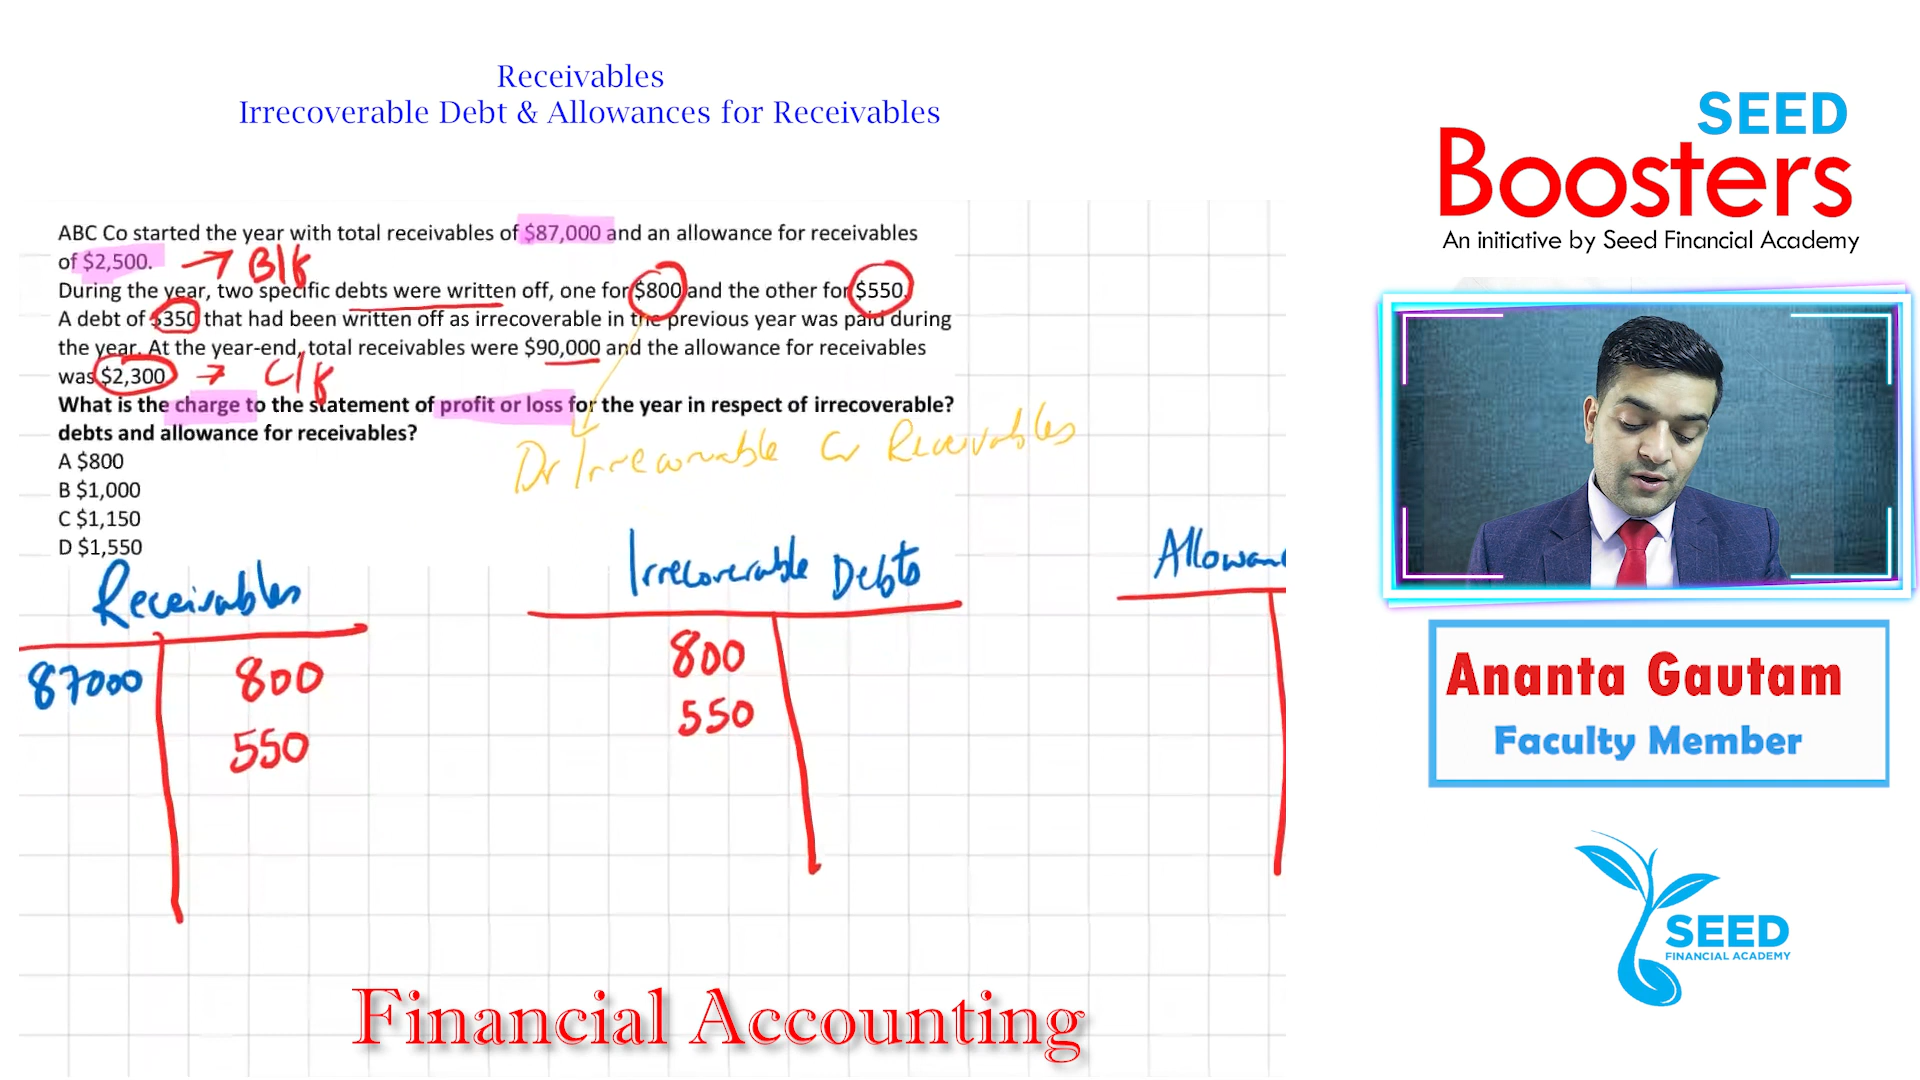 Receivables
Irrecoverable Debt & Allowances for Receivables
ABC Co started the year with total receivables of $87,000 and an allowance for receivables
of $2,500. → B/f
During the year, two specific debts were written off, one for $800 and the other for $550.
A debt of $350 that had been written off as irrecoverable in the previous year was paid during
the year. At the year-end, total receivables were $90,000 and the allowance for receivables
was $2,300 → C/f
What is the charge to the statement of profit or loss for the year in respect of irrecoverable?
debts and allowance for receivables?
Dr Irrecoverable Cr Receivables
A $800
B $1,000
C $1,150
D $1,550
Receivables
87000 800
550
Irrecoverable Debts
800
550
Allowan
Financial Accounting
SEED
Boosters
An initiative by Seed Financial Academy
Ananta Gautam
Faculty Member
SEED
FINANCIAL ACADEMY